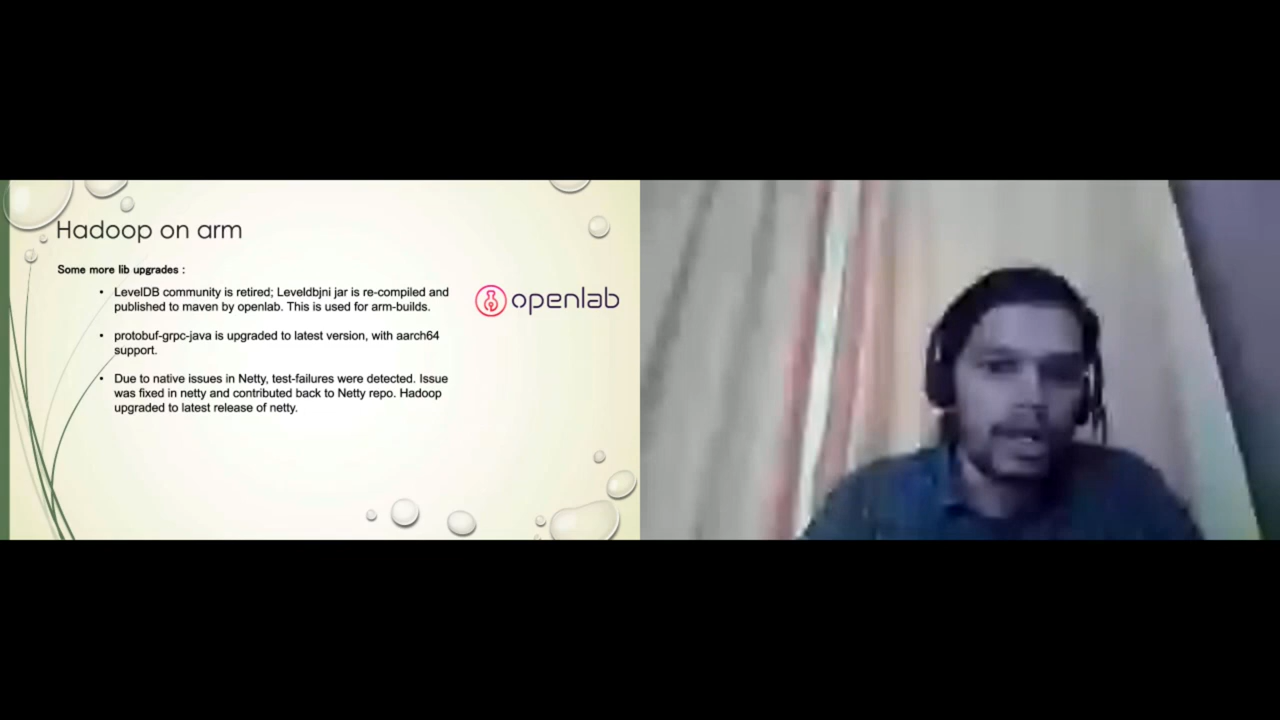 Hadoop on arm
Some more lib upgrades :
• LevelDB community is retired; Leveldbjni jar is re-compiled and
published to maven by openlab. This is used for arm-builds.
• protobuf-grpc-java is upgraded to latest version, with aarch64
support.
• Due to native issues in Netty, test-failures were detected. Issue
was fixed in netty and contributed back to Netty repo. Hadoop
upgraded to latest release of netty.
openlab